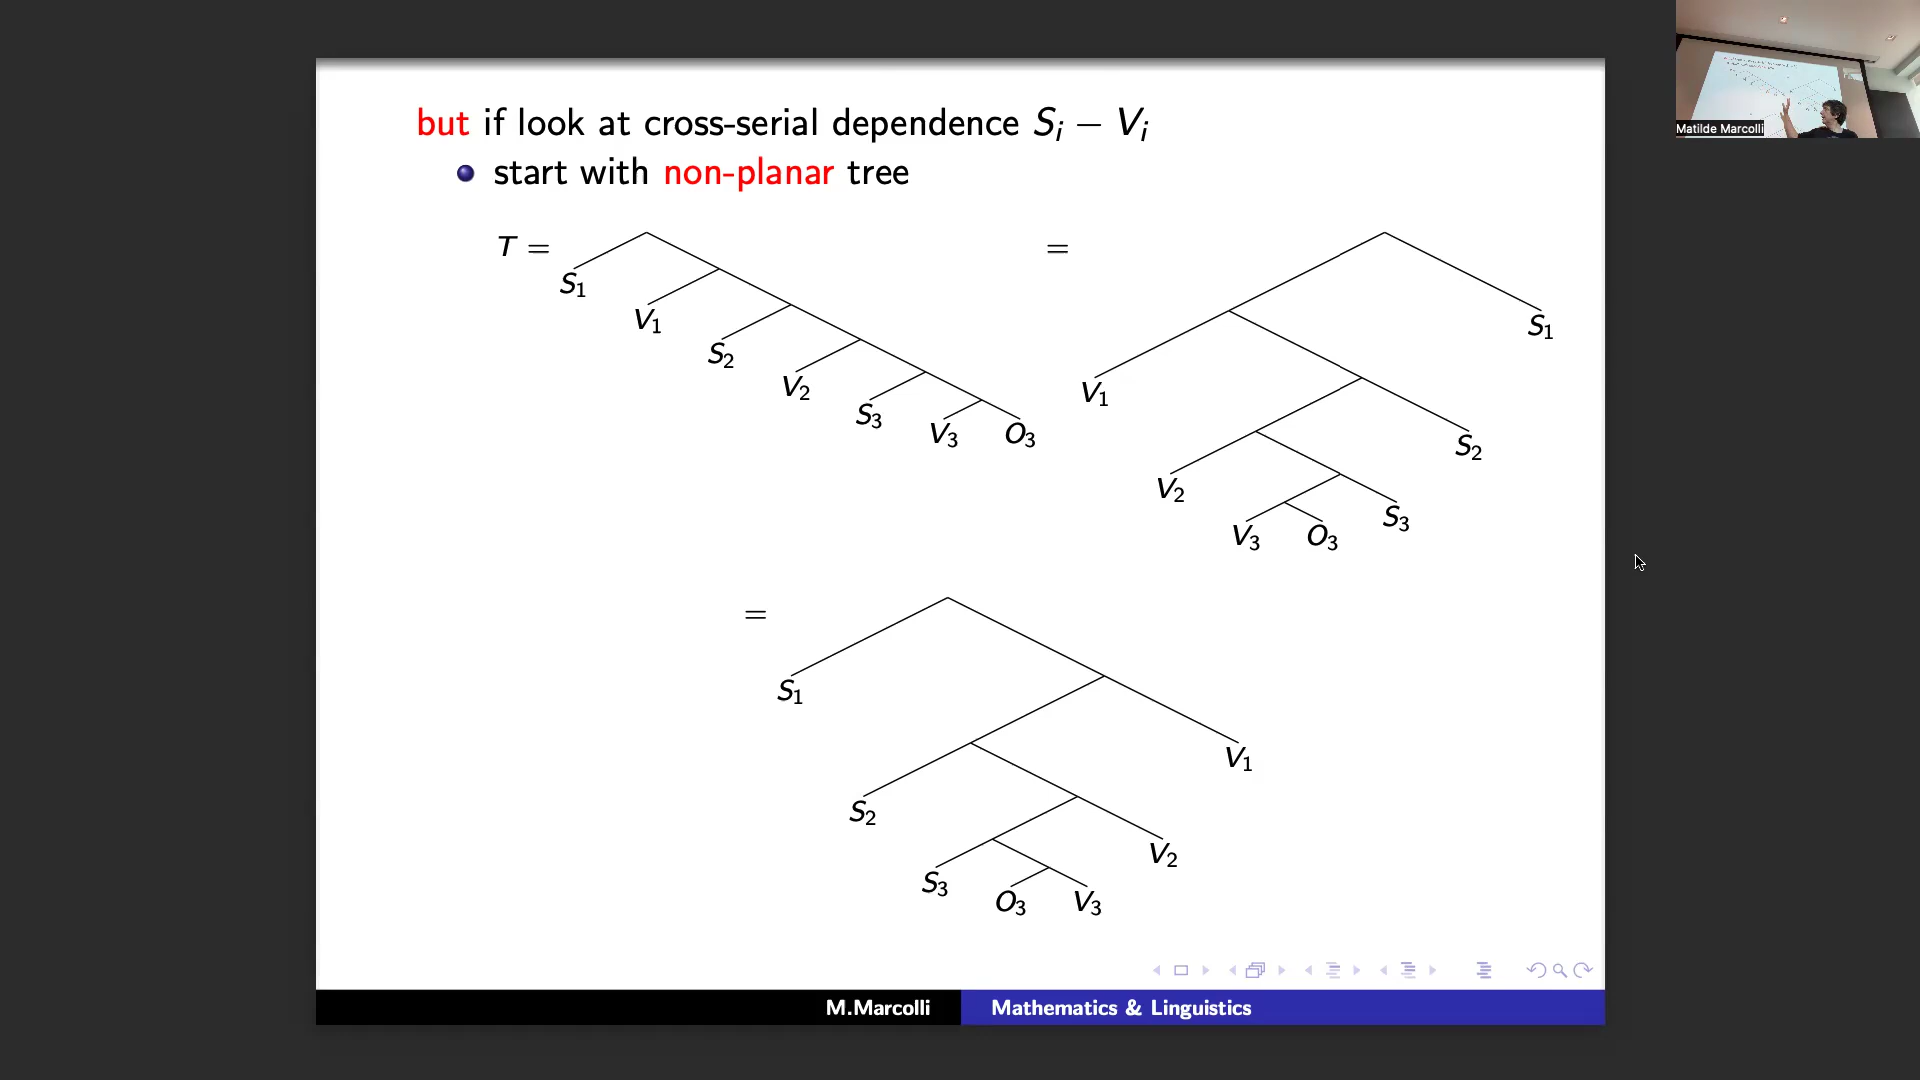 but if look at cross-serial dependence Sᵢ − Vᵢ
start with non-planar tree
T =
S₁
V₁
S₂
V₂
S₃
V₃ O₃
=
S₁
V₁
S₂
V₂
S₃
V₃ O₃
=
S₁
V₁
S₂
V₂
S₃
O₃ V₃
M.Marcolli Mathematics & Linguistics
Matilde Marcolli